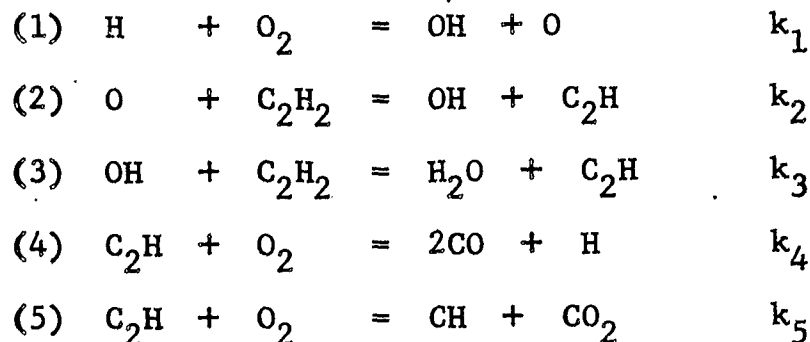 (1) H + O₂ = OH + O k₁
(2) O + C₂H₂ = OH + C₂H k₂
(3) OH + C₂H₂ = H₂O + C₂H k₃
(4) C₂H + O₂ = 2CO + H k₄
(5) C₂H + O₂ = CH + CO₂ k₅